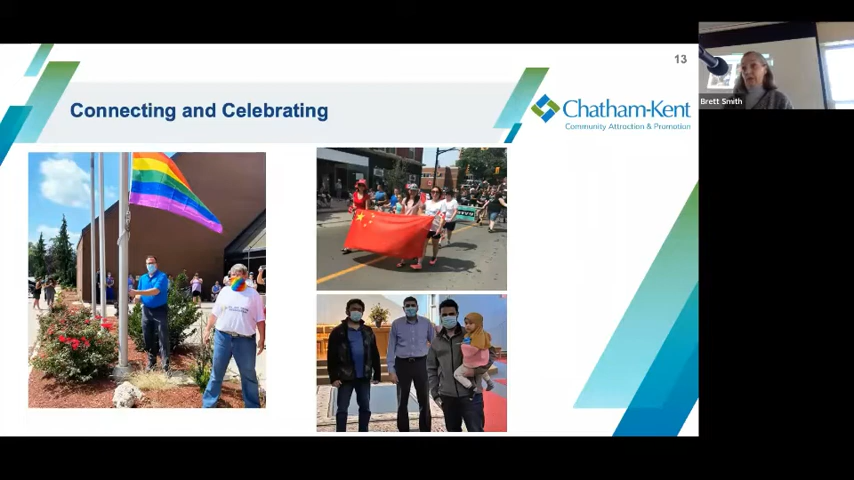 13
Connecting and Celebrating
Chatham-Kent
Community Attraction & Promotion
Brett Smith